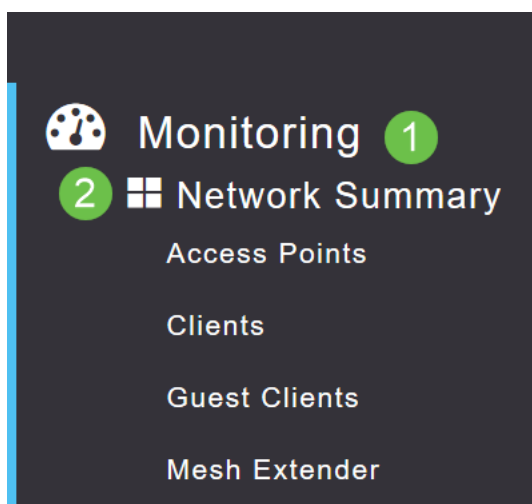 Monitoring 1
2 Network Summary
Access Points
Clients
Guest Clients
Mesh Extender